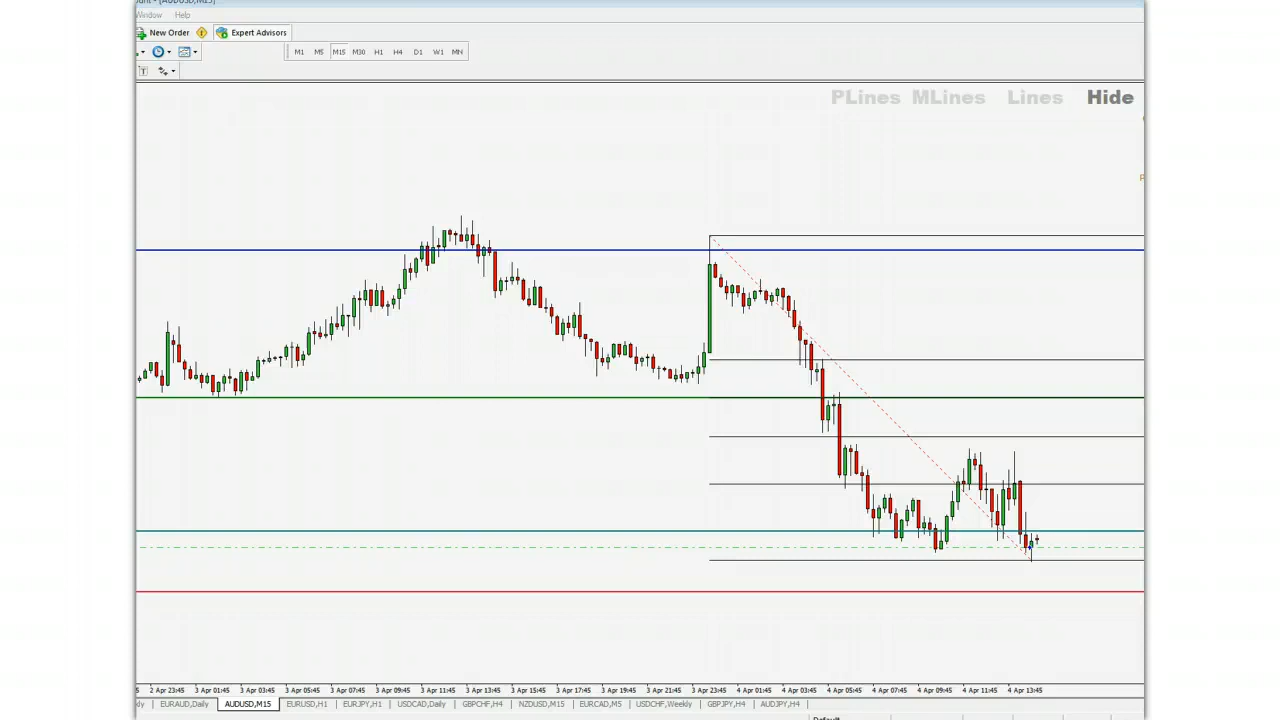 Window Help
New Order Expert Advisors
M1 M5 M15 M30 H1 H4 D1 W1 MN
T
PLines MLines Lines Hide
2 Apr 23:45 3 Apr 01:45 3 Apr 03:45 3 Apr 05:45 3 Apr 07:45 3 Apr 09:45 3 Apr 11:45 3 Apr 13:45 3 Apr 15:45 3 Apr 17:45 3 Apr 19:45 3 Apr 21:45 3 Apr 23:45 4 Apr 01:45 4 Apr 03:45 4 Apr 05:45 4 Apr 07:45 4 Apr 09:45 4 Apr 11:45 4 Apr 13:45
EURAUD,Daily AUDUSD,M15 EURUSD,H1 EURJPY,H1 USDCAD,Daily GBPCHF,H4 NZDUSD,M15 EURCAD,M5 USDCHF,Weekly GBPJPY,H4 AUDJPY,H4